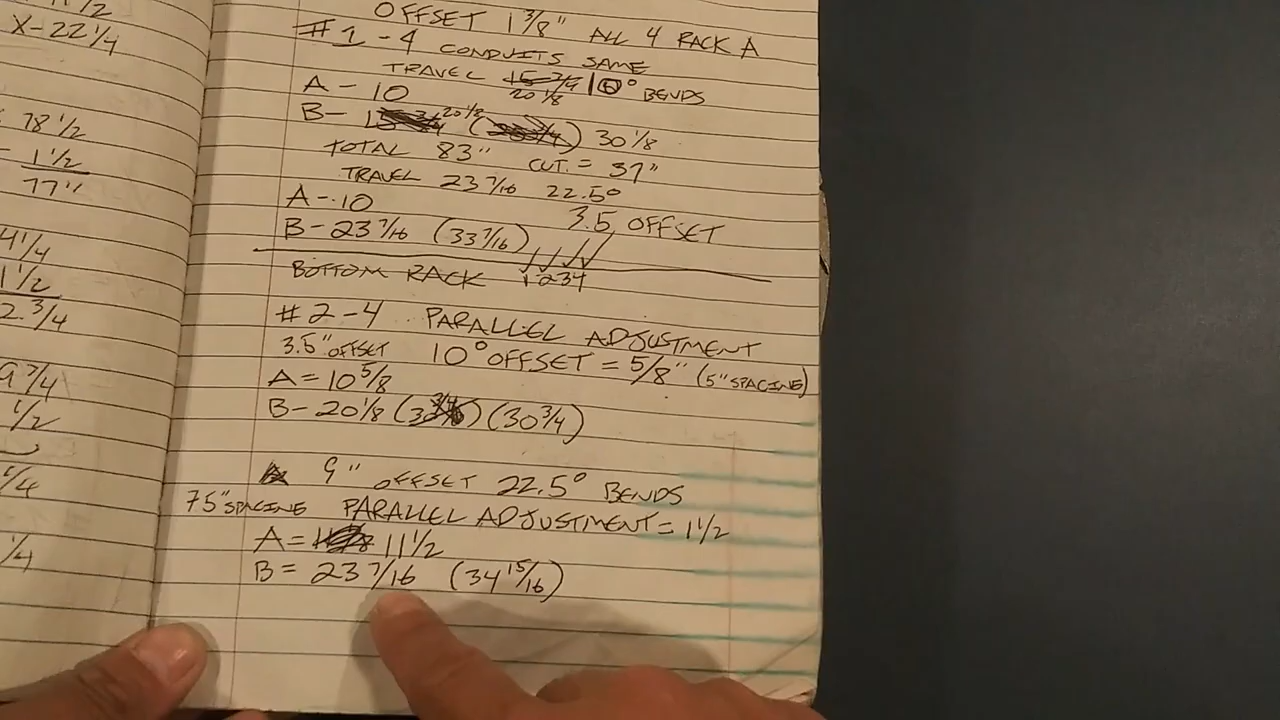 X-22 1/4
78 1/2
1 1/2
77"
41/4
1 1/2
2.3/4
1/2
1/4
OFFSET 1 3/8" ALL 4 RACK A
#1-4 CONDUITS SAME
TRAVEL 10° BENDS
20 1/8
A-10
B- 20 1/8 30 1/8
TOTAL 83" CUT. = 37"
TRAVEL 23 7/16 22.5°
A--10
3.5 OFFSET
B-23 7/16 (33 7/16)
BOTTOM RACK 1234
#2-4 PARALLEL ADJUSTMENT
3.5" OFFSET 10° OFFSET = 5/8" (5" SPACING)
A = 10 5/8
B-20 1/8 (30 3/4)
9" OFFSET 22.5° BENDS
75" SPACING PARALLEL ADJUSTMENT = 1 1/2
A = 11 1/2
B = 23 7/16 (34 15/16)